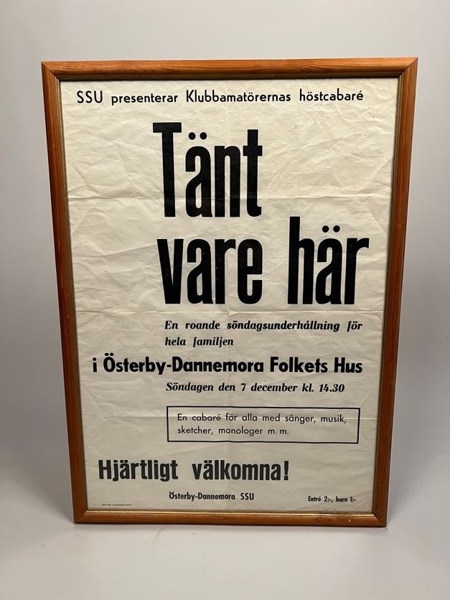 SSU presenterar Klubbamatörernas höstcabaré
Tänt
vare här
En roande söndagsunderhållning för
hela familjen
i Österby-Dannemora Folkets Hus
Söndagen den 7 december kl. 14.30
En cabaré för alla med sånger, musik,
sketcher, monologer m. m.
Hjärtligt välkomna!
Österby-Dannemora SSU
Entré 2:-, barn 1:-